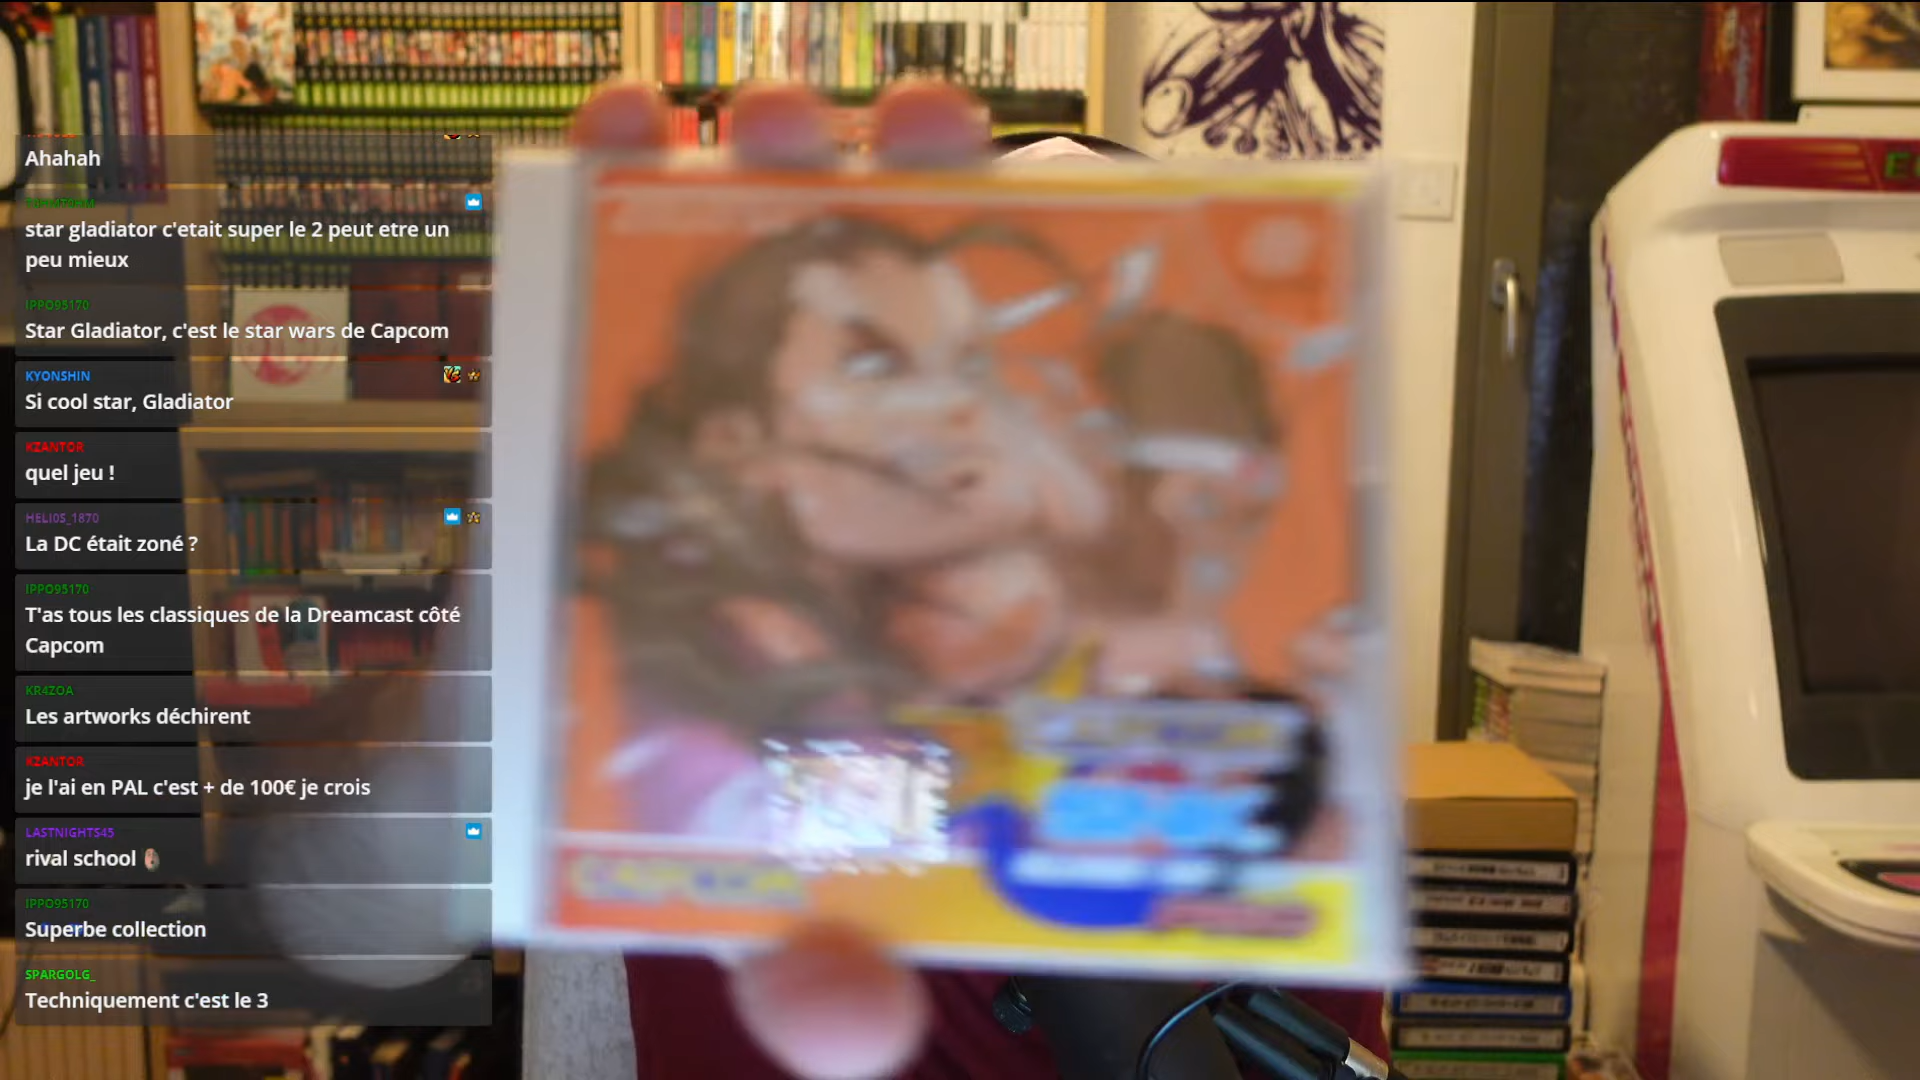 Ahahah
star gladiator c'etait super le 2 peut etre un
peu mieux
IPPO95170
Star Gladiator, c'est le star wars de Capcom
KYONSHIN
Si cool star, Gladiator
KZANTOR
quel jeu !
HELI0S_1870
La DC était zoné ?
IPPO95170
T'as tous les classiques de la Dreamcast côté
Capcom
KR4ZOA
Les artworks déchirent
KZANTOR
je l'ai en PAL c'est + de 100€ je crois
LASTNIGHTS45
rival school
IPPO95170
Superbe collection
SPARGOLG_
Techniquement c'est le 3
CAPCOM